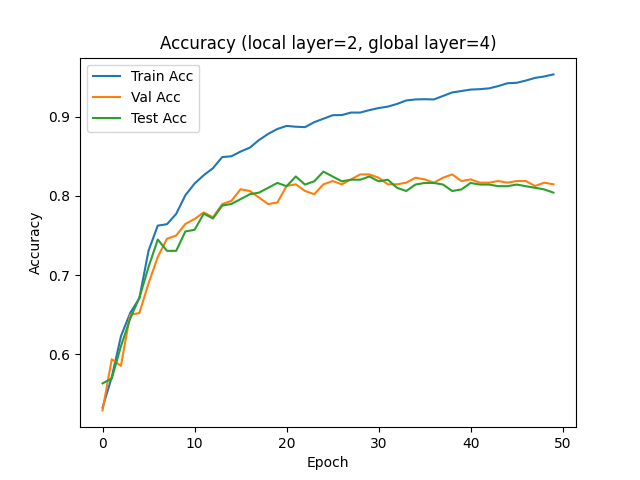 Accuracy (local layer=2, global layer=4)
Train Acc
Val Acc
Test Acc
Accuracy
0.9
0.8
0.7
0.6
0 10 20 30 40 50
Epoch